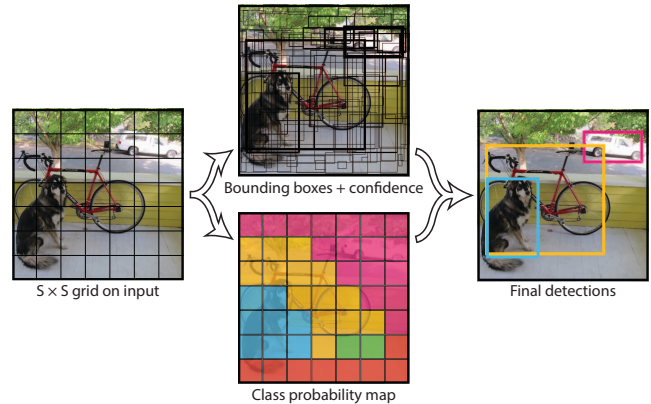 Bounding boxes + confidence
S × S grid on input
Final detections
Class probability map